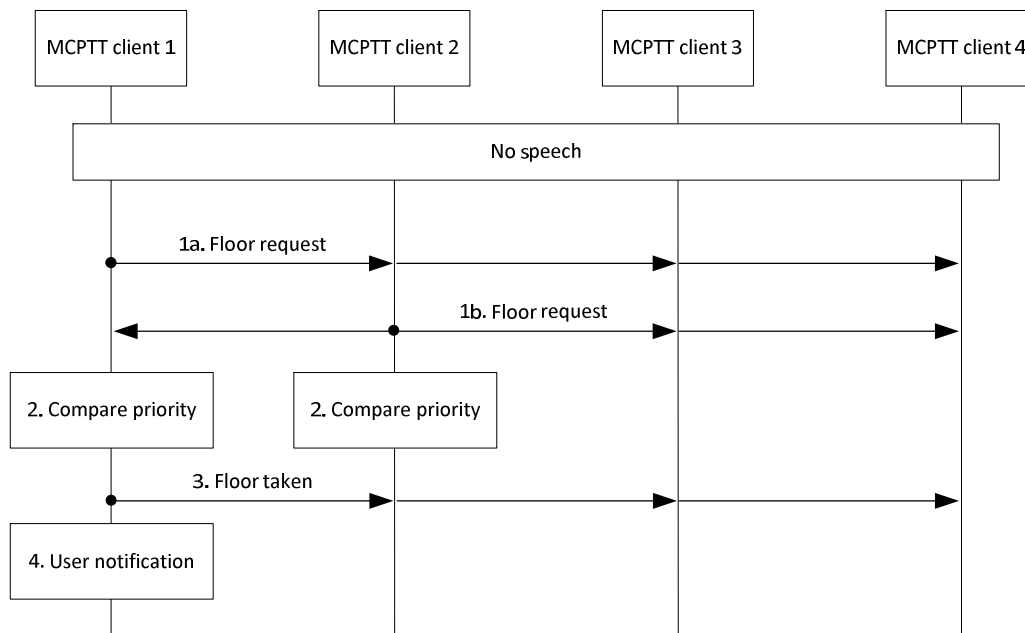 MCPTT client 1
MCPTT client 2
MCPTT client 3
MCPTT client 4
No speech
1a. Floor request
1b. Floor request
2. Compare priority
2. Compare priority
3. Floor taken
4. User notification